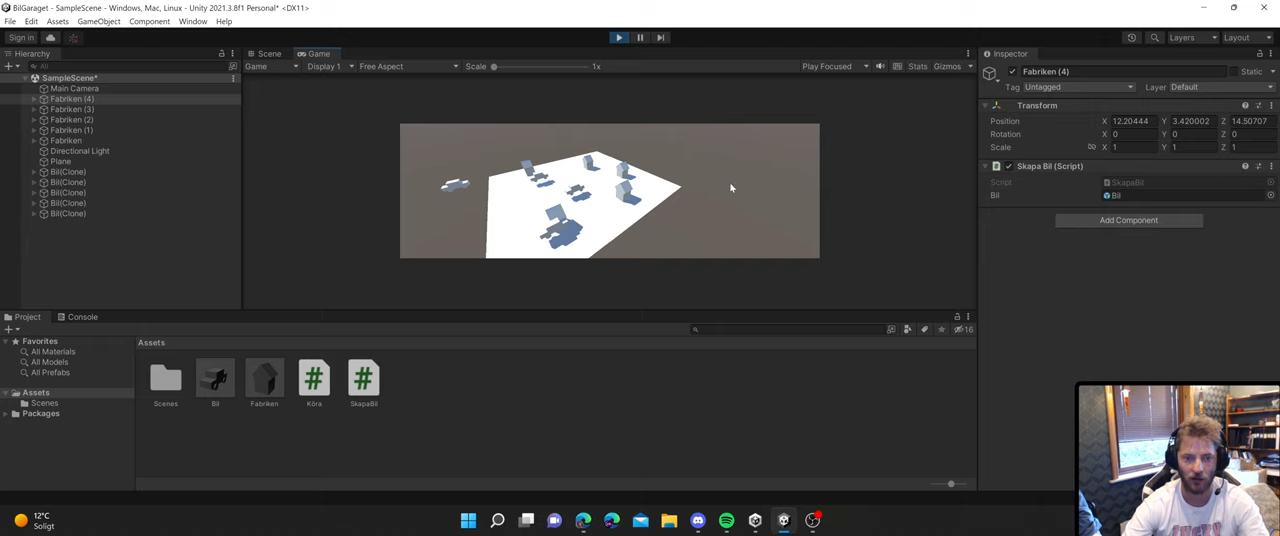 BilGaraget - SampleScene - Windows, Mac, Linux - Unity 2021.3.8f1 Personal* <DX11>
File Edit Assets GameObject Component Window Help
Sign in
Layers
Layout
Hierarchy
Scene
Game
Inspector
All
Game
Display 1
Free Aspect
Scale
1x
Play Focused
Stats
Gizmos
SampleScene*
Main Camera
Fabriken (4)
Fabriken (3)
Fabriken (2)
Fabriken (1)
Fabriken
Directional Light
Plane
Bil(Clone)
Bil(Clone)
Bil(Clone)
Bil(Clone)
Bil(Clone)
Fabriken (4)
Static
Tag Untagged Layer Default
Transform
Position X 12.20444 Y 3.420002 Z 14.50707
Rotation X 0 Y 0 Z 0
Scale X 1 Y 1 Z 1
Skapa Bil (Script)
Script SkapaBil
Bil Bil
Add Component
Project
Console
16
Favorites
All Materials
All Models
All Prefabs
Assets
Scenes
Packages
Assets
Scenes
Bil
Fabriken
Köra
SkapaBil
12°C
Soligt